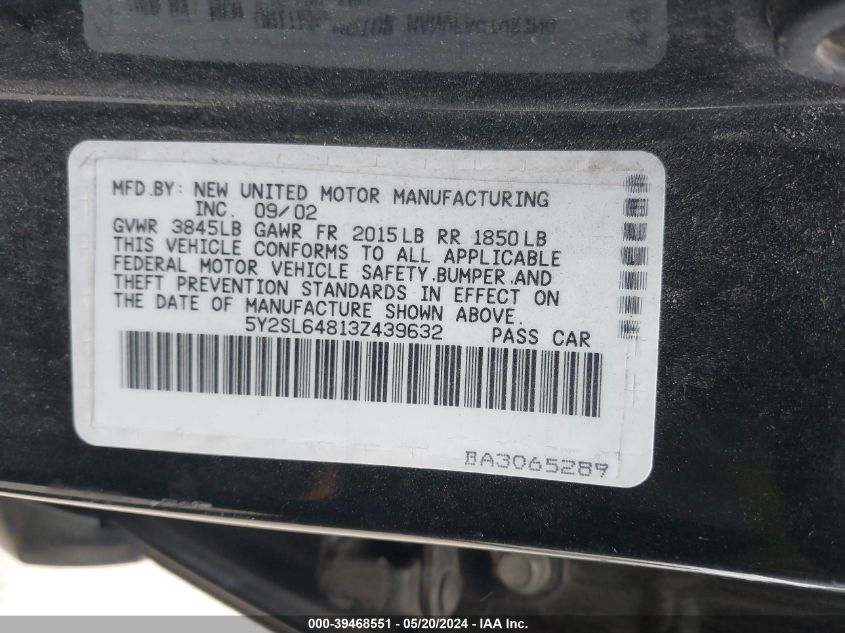 MFD.BY: NEW UNITED MOTOR MANUFACTURING
INC. 09/02
GVWR 3845LB GAWR FR 2015LB RR 1850LB
THIS VEHICLE CONFORMS TO ALL APPLICABLE
FEDERAL MOTOR VEHICLE SAFETY.BUMPER.AND
THEFT PREVENTION STANDARDS IN EFFECT ON
THE DATE OF MANUFACTURE SHOWN ABOVE.
5Y2SL64813Z439632 PASS CAR
BA3065289
000-39468551 / 05/20/2024 - IAA Inc.